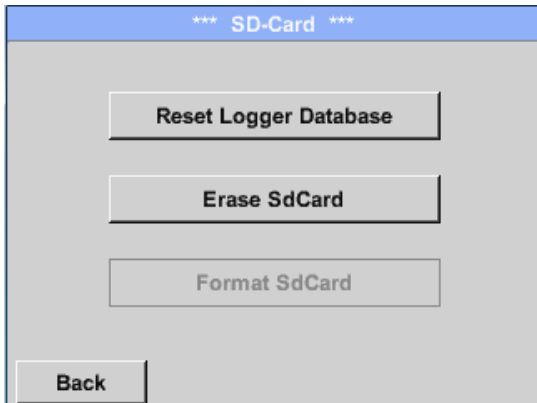 *** SD-Card ***
Reset Logger Database
Erase SdCard
Format SdCard
Back